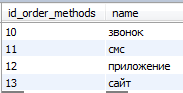 id_order_methods name
10 звонок
11 смс
12 приложение
13 сайт